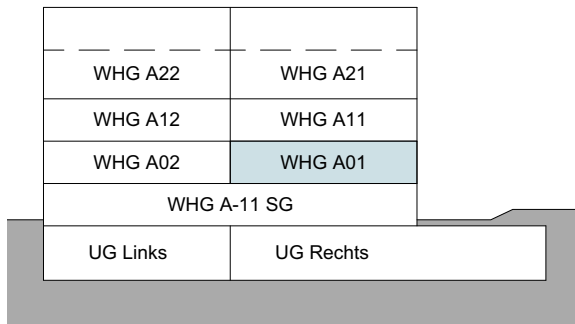 WHG A22 WHG A21
WHG A12 WHG A11
WHG A02 WHG A01
WHG A-11 SG
UG Links UG Rechts